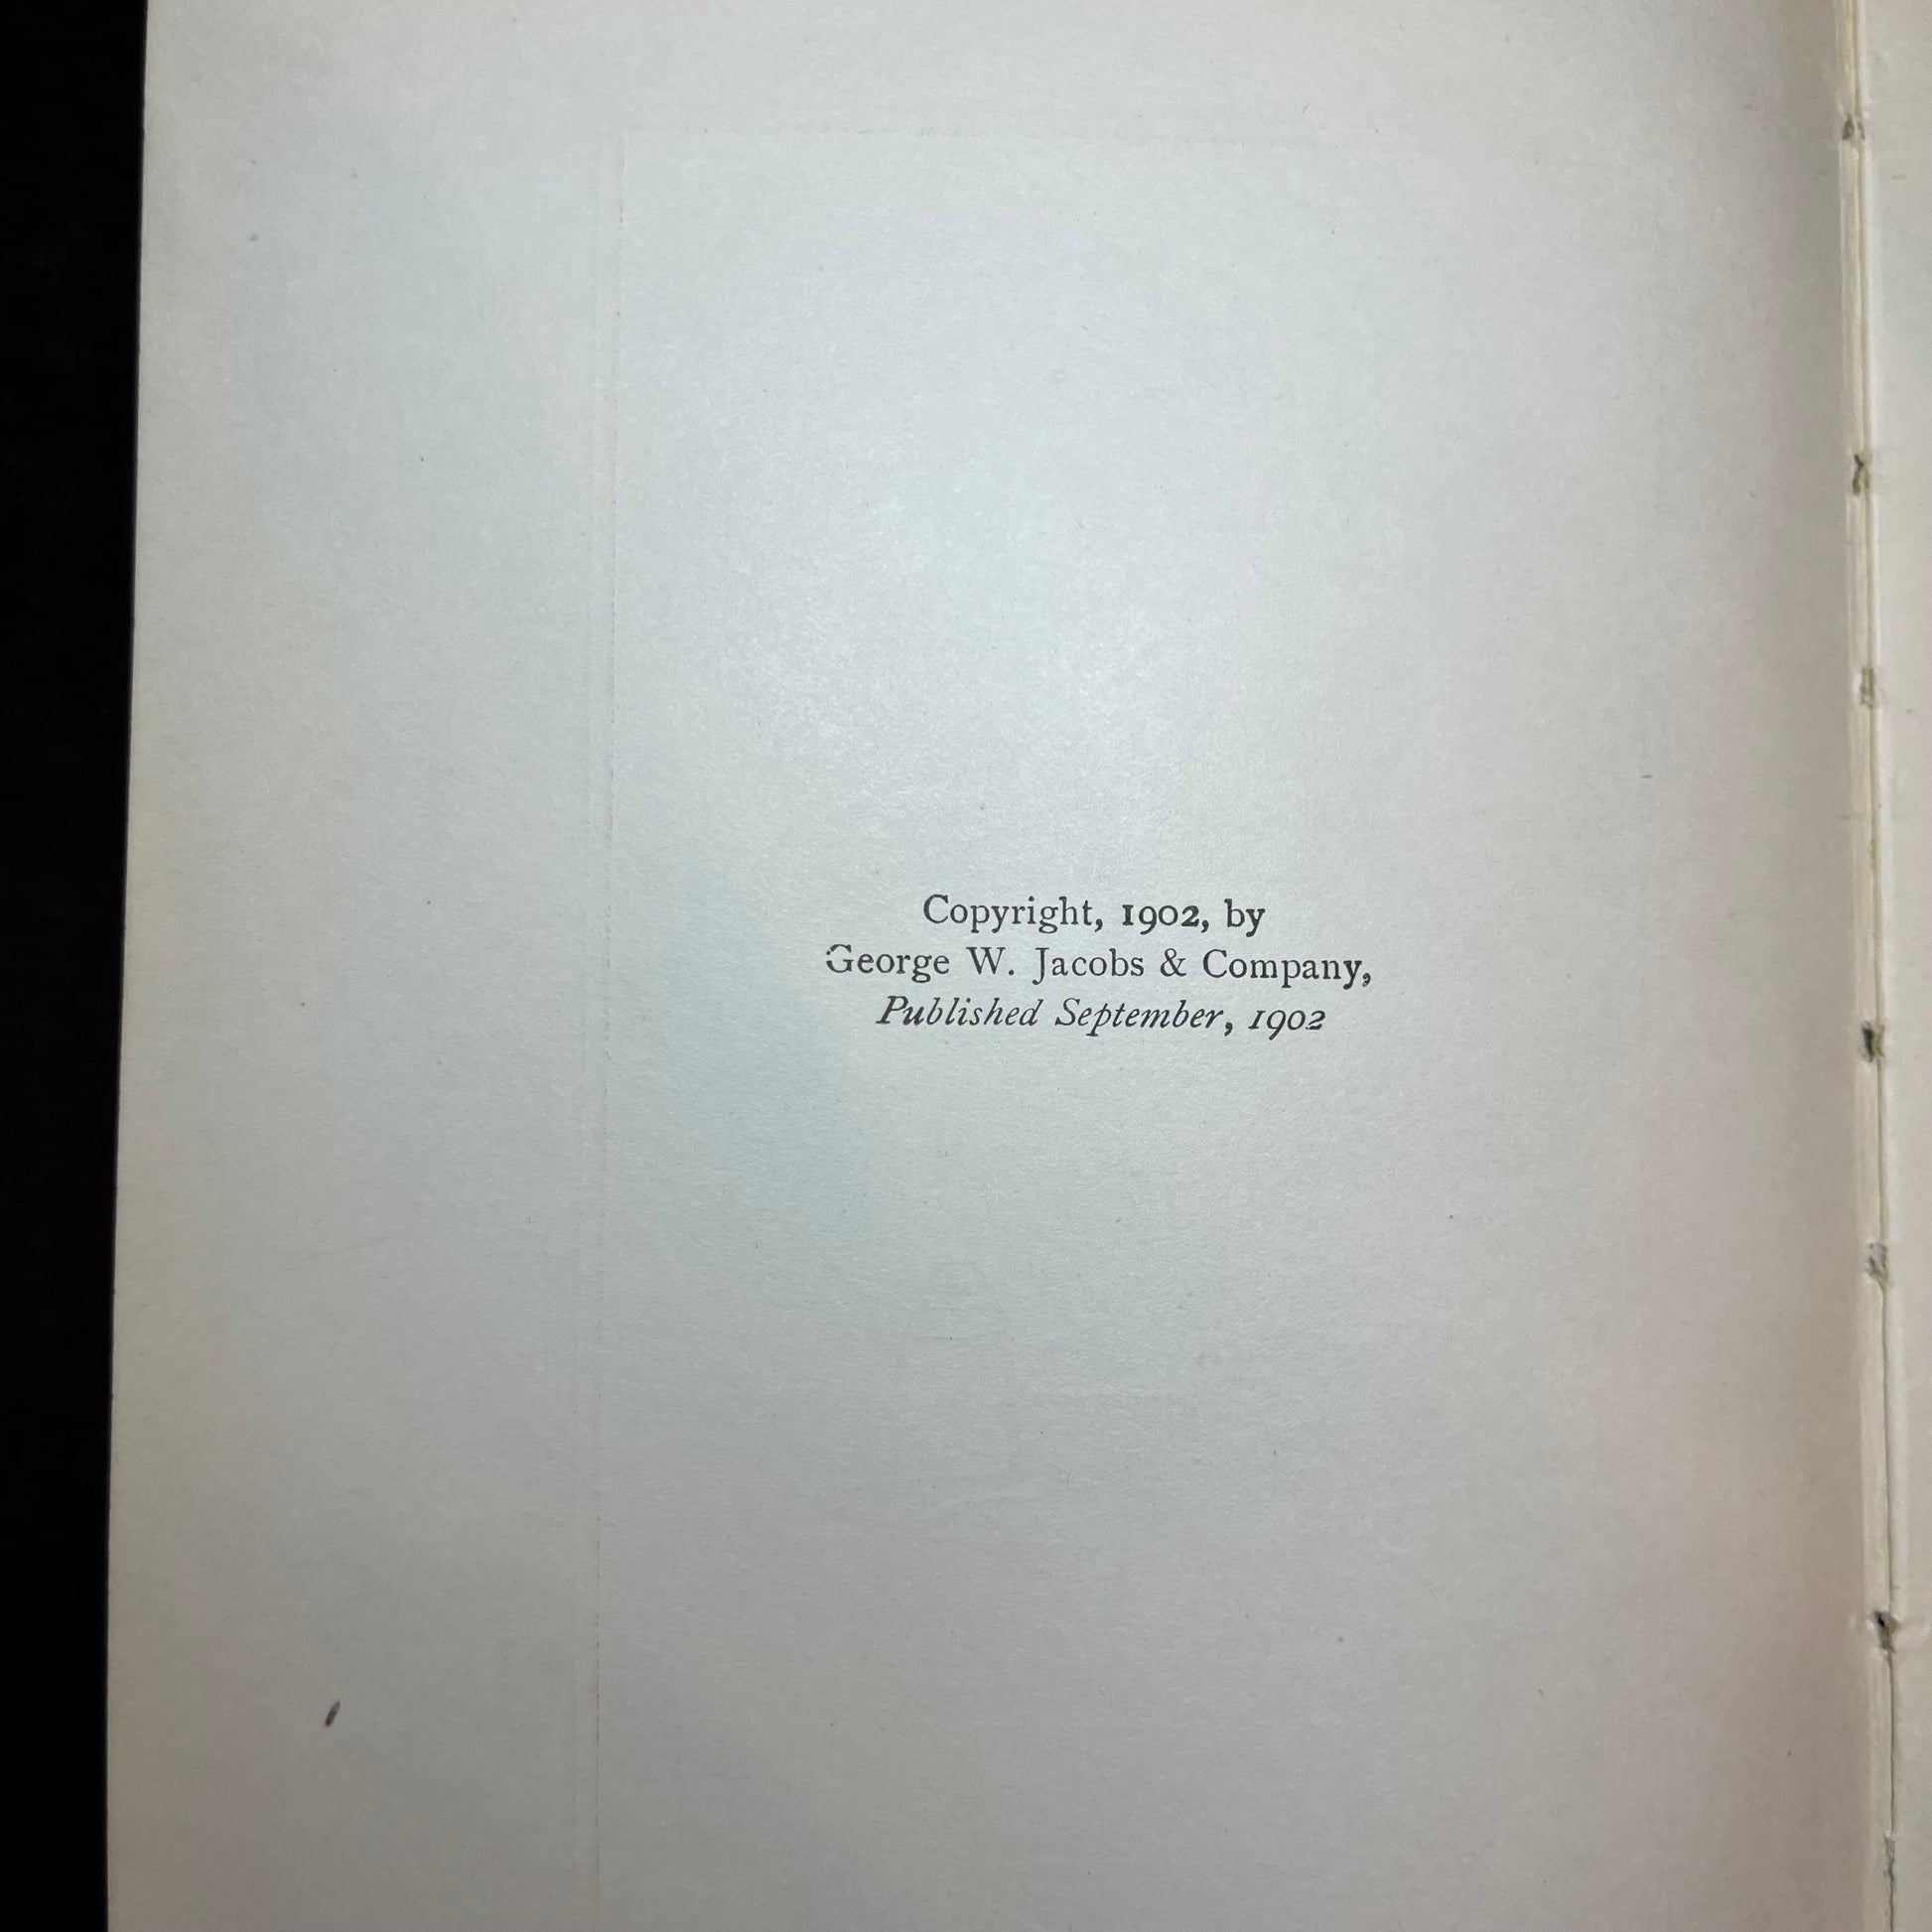 Copyright, 1902, by
George W. Jacobs & Company,
Published September, 1902